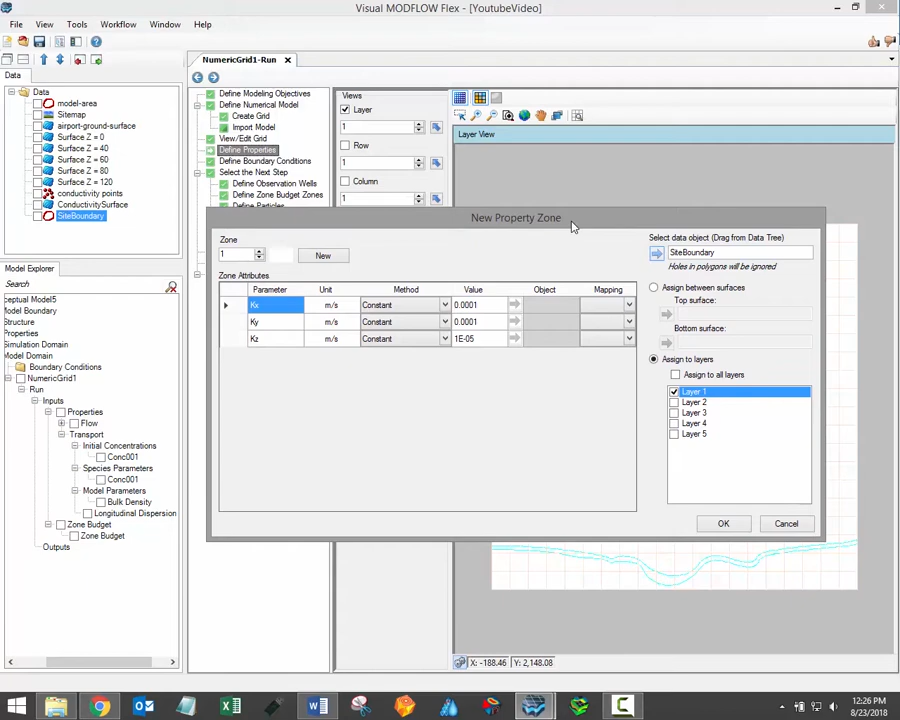 Visual MODFLOW Flex - [YoutubeVideo]
File View Tools Workflow Window Help
Data
Data
model-area
Sitemap
airport-ground-surface
Surface Z = 0
Surface Z = 40
Surface Z = 60
Surface Z = 80
Surface Z = 120
conductivity points
ConductivitySurface
SiteBoundary
Model Explorer
Search
ceptual Model5
Model Boundary
Structure
Properties
Simulation Domain
Model Domain
Boundary Conditions
NumericGrid1
Run
Inputs
Properties
Flow
Transport
Initial Concentrations
Conc001
Species Parameters
Conc001
Model Parameters
Bulk Density
Longitudinal Dispersion
Zone Budget
Zone Budget
Outputs
NumericGrid1-Run
Define Modeling Objectives
Define Numerical Model
Create Grid
Import Model
View/Edit Grid
Define Properties
Define Boundary Conditions
Select the Next Step
Define Observation Wells
Define Zone Budget Zones
Define Particles
Views
Layer
1
Row
1
Column
1
Layer View
New Property Zone
Zone
1 New
Zone Attributes
Parameter Unit Method Value Object Mapping
Kx m/s Constant 0.0001
Ky m/s Constant 0.0001
Kz m/s Constant 1E-05
Select data object (Drag from Data Tree)
SiteBoundary
Holes in polygons will be ignored
Assign between surfaces
Top surface:
Bottom surface:
Assign to layers
Assign to all layers
Layer 1
Layer 2
Layer 3
Layer 4
Layer 5
OK Cancel
X: -188.46 Y: 2,148.08
12:26 PM
8/23/2018